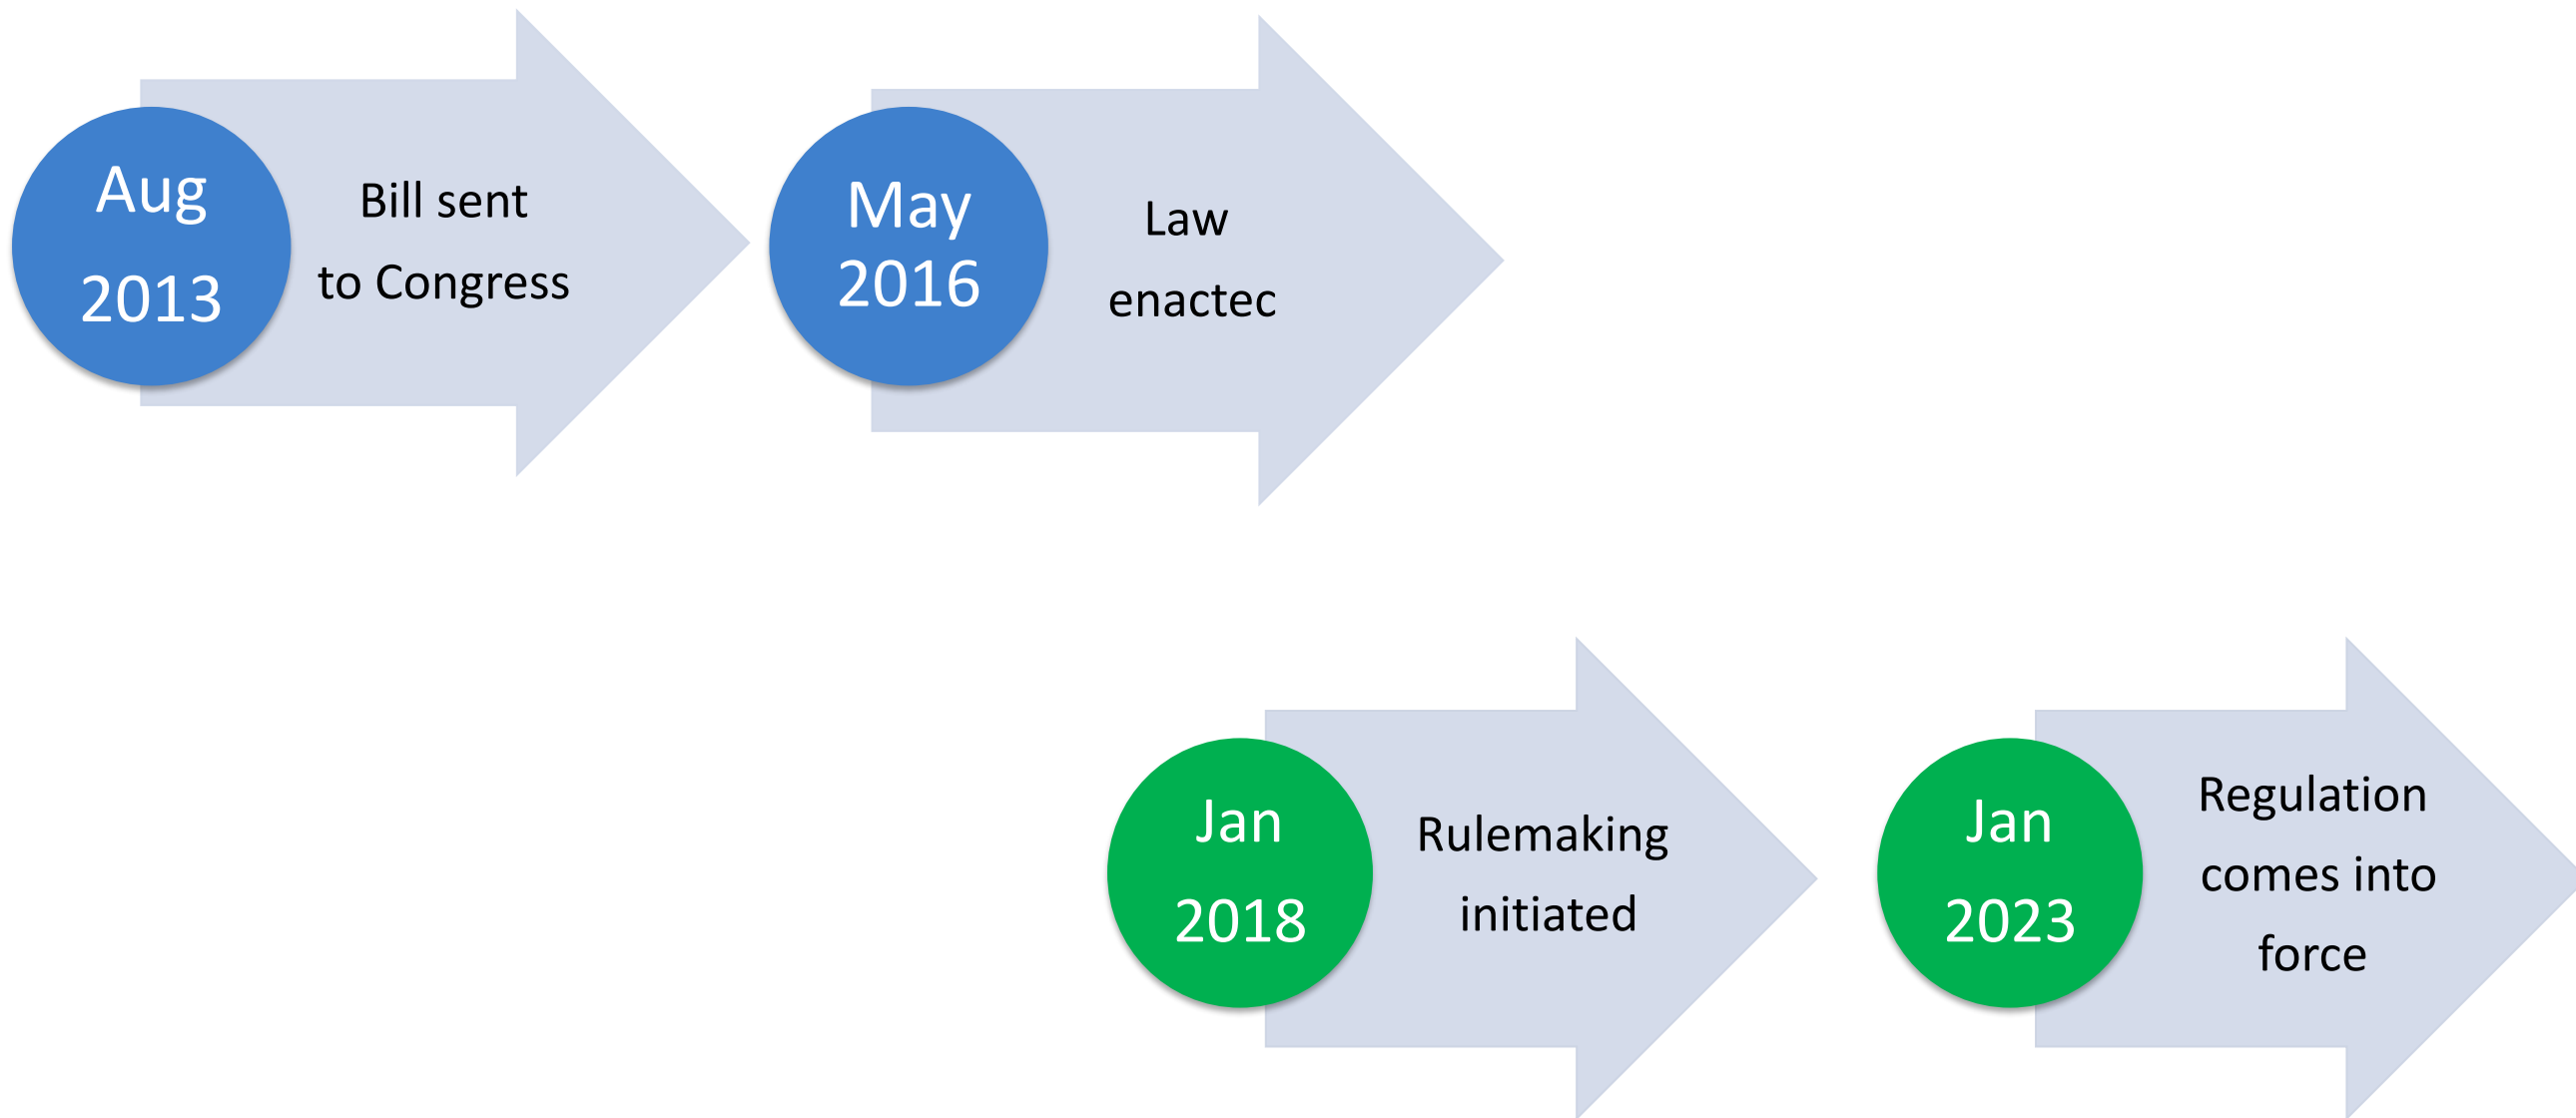 Aug
2013
Bill sent
to Congress
May
2016
Law
enactec
Jan
2018
Rulemaking
initiated
Jan
2023
Regulation
comes into
force